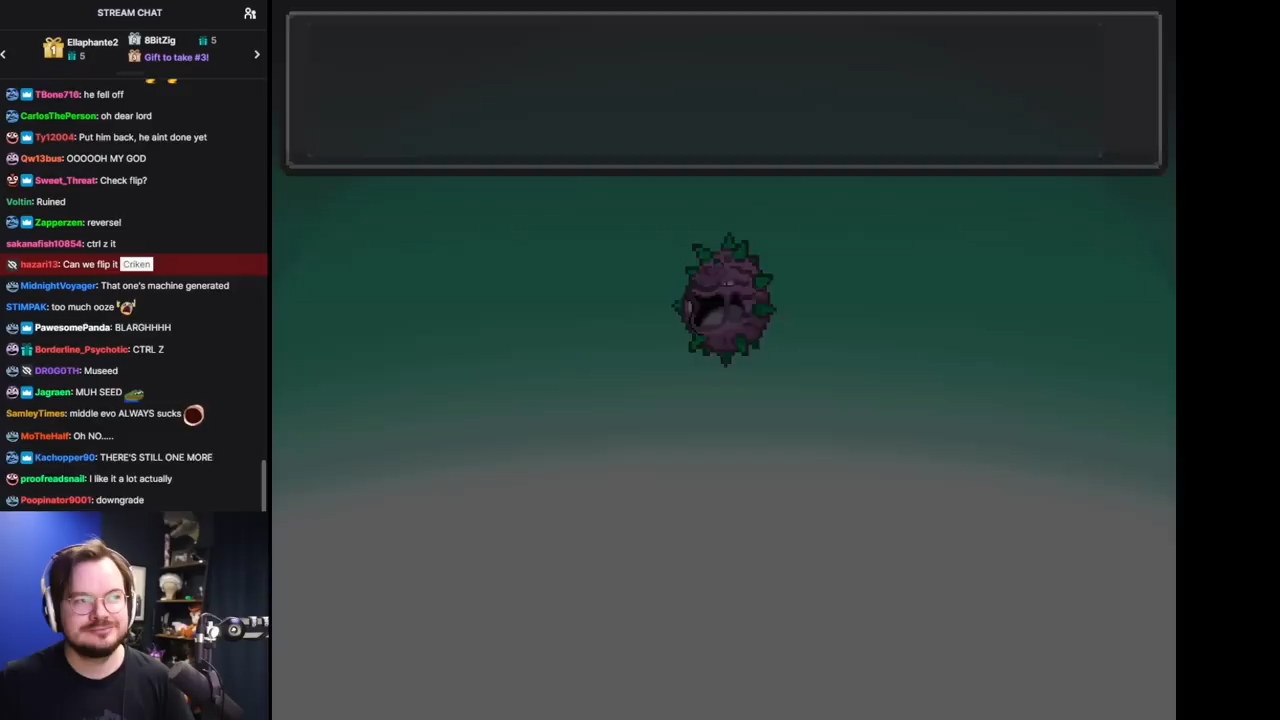 STREAM CHAT
Ellaphante2
5
8BitZig
5
Gift to take #3!
TBone716: he fell off
CarlosThePerson: oh dear lord
Ty12004: Put him back, he aint done yet
Qw13bus: OOOOOH MY GOD
Sweet_Threat: Check flip?
Voltin: Ruined
Zapperzen: reverse!
sakanafish10854: ctrl z it
hazari13: Can we flip it Criken
MidnightVoyager: That one's machine generated
STIMPAK: too much ooze
PawesomePanda: BLARGHHHH
Borderline_Psychotic: CTRL Z
DR0G0TH: Museed
Jagraen: MUH SEED
SamleyTimes: middle evo ALWAYS sucks
MoTheHalf: Oh NO.....
Kachopper90: THERE'S STILL ONE MORE
proofreadsnail: I like it a lot actually
Poopinator9001: downgrade